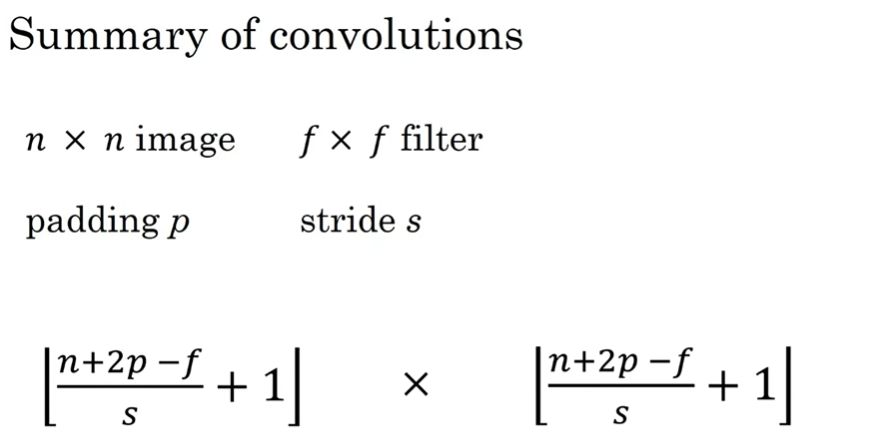 Summary of convolutions
n × n image f × f filter
padding p stride s
⌊(n+2p −f)/s + 1⌋ × ⌊(n+2p −f)/s + 1⌋